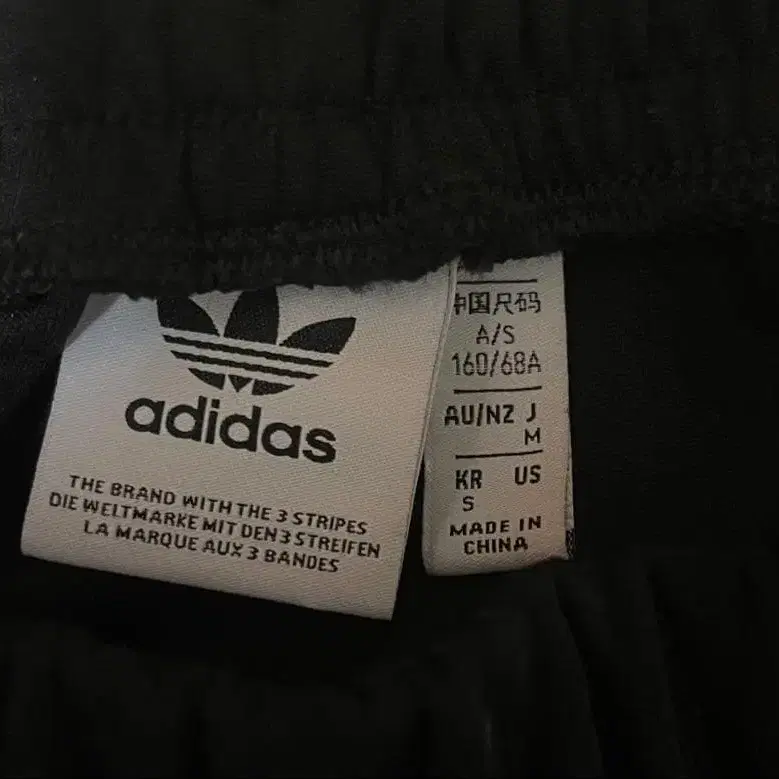 adidas
THE BRAND WITH THE 3 STRIPES
DIE WELTMARKE MIT DEN 3 STREIFEN
LA MARQUE AUX 3 BANDES
中国尺码
A/S
160/68A
AU/NZ J
M
KR US
S
MADE IN
CHINA